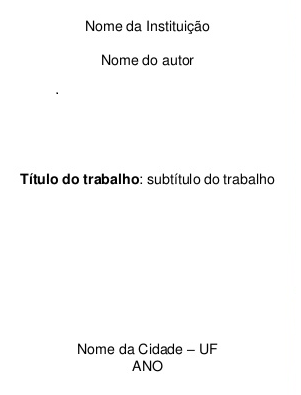 Nome da Instituição
Nome do autor
.
Título do trabalho: subtítulo do trabalho
Nome da Cidade – UF
ANO